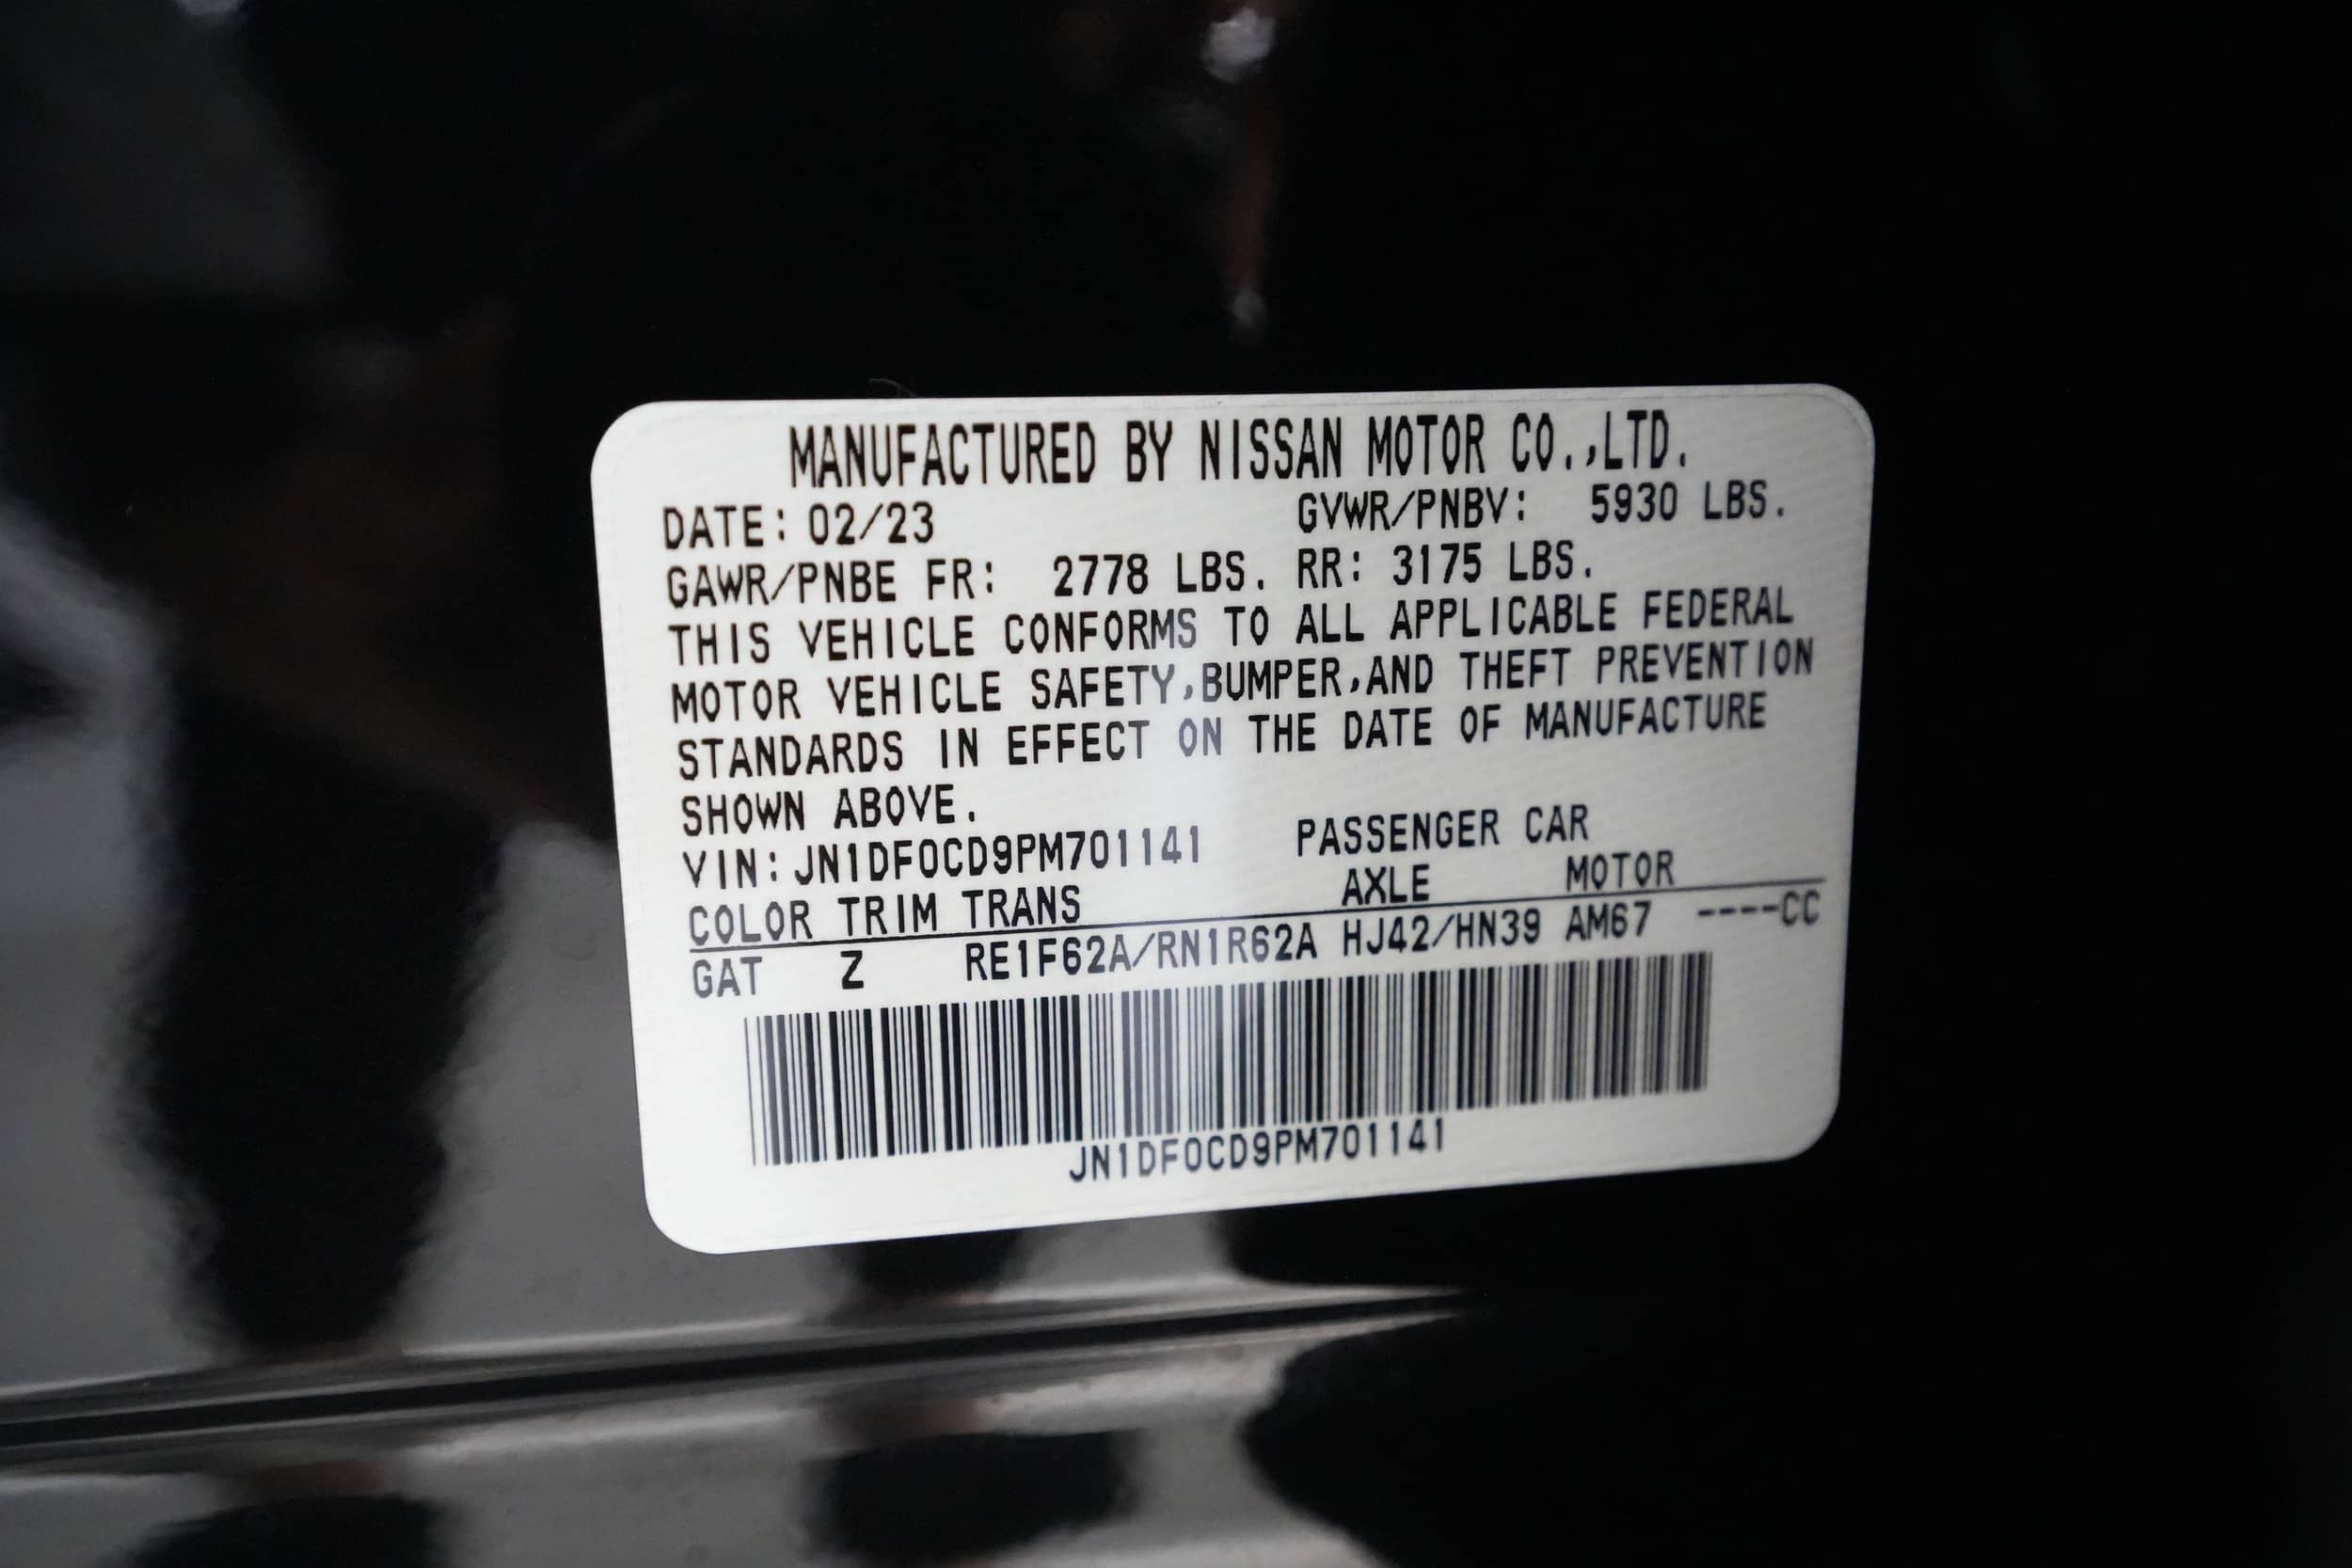 MANUFACTURED BY NISSAN MOTOR CO.,LTD.
DATE: 02/23 GVWR/PNBV: 5930 LBS.
GAWR/PNBE FR: 2778 LBS. RR: 3175 LBS.
THIS VEHICLE CONFORMS TO ALL APPLICABLE FEDERAL
MOTOR VEHICLE SAFETY,BUMPER,AND THEFT PREVENTION
STANDARDS IN EFFECT ON THE DATE OF MANUFACTURE
SHOWN ABOVE.
VIN:JN1DF0CD9PM701141 PASSENGER CAR
COLOR TRIM TRANS AXLE MOTOR
GAT Z RE1F62A/RN1R62A HJ42/HN39 AM67 ----CC
JN1DF0CD9PM701141